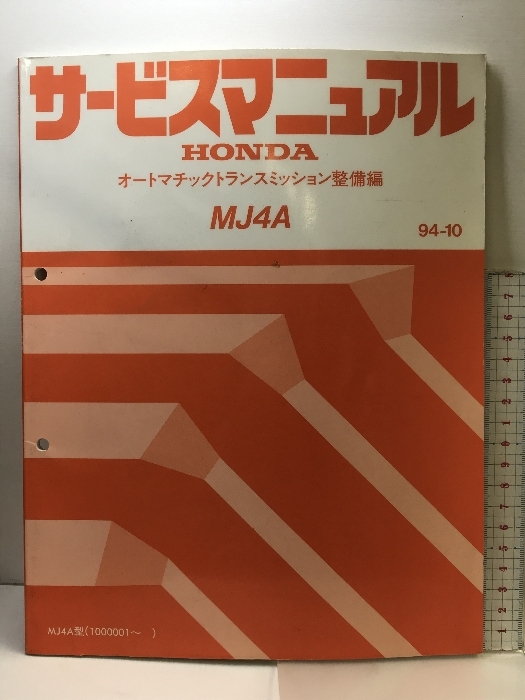 サービスマニュアル
HONDA
オートマチックトランスミッション整備編
MJ4A
94-10
MJ4A型(1000001〜 )